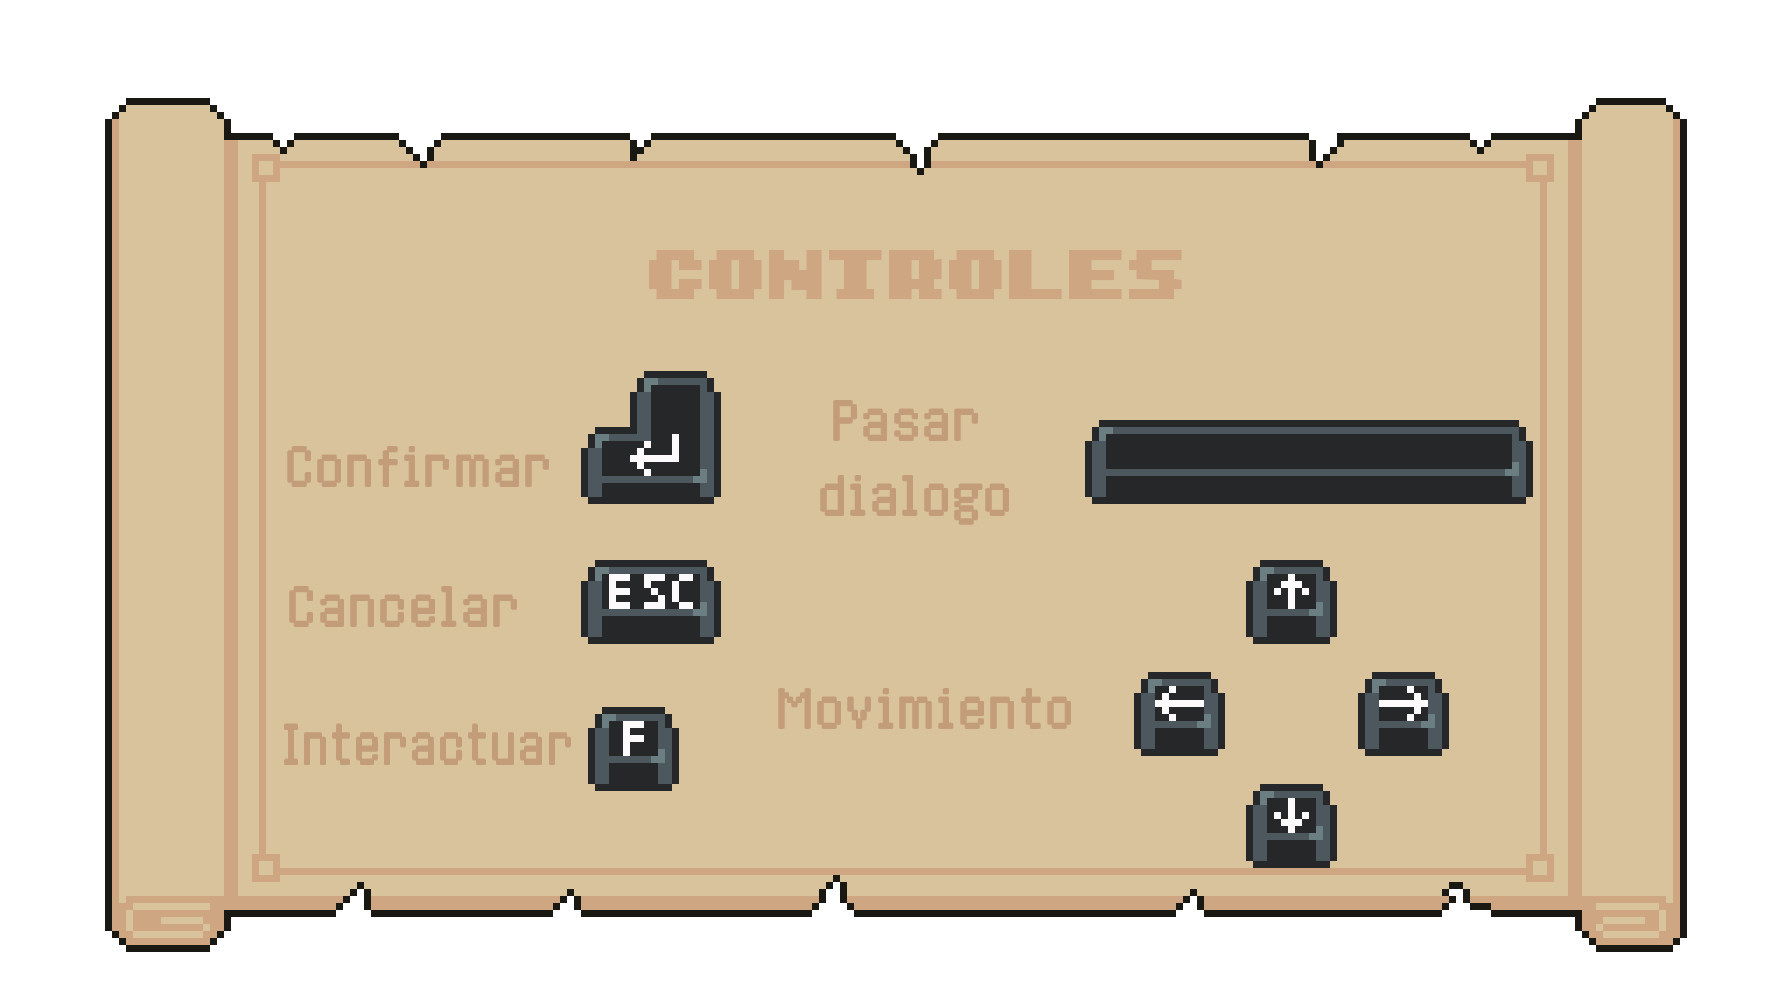 CONTROLES
Confirmar
Pasar
dialogo
Cancelar
ESC
Interactuar
F
Movimiento